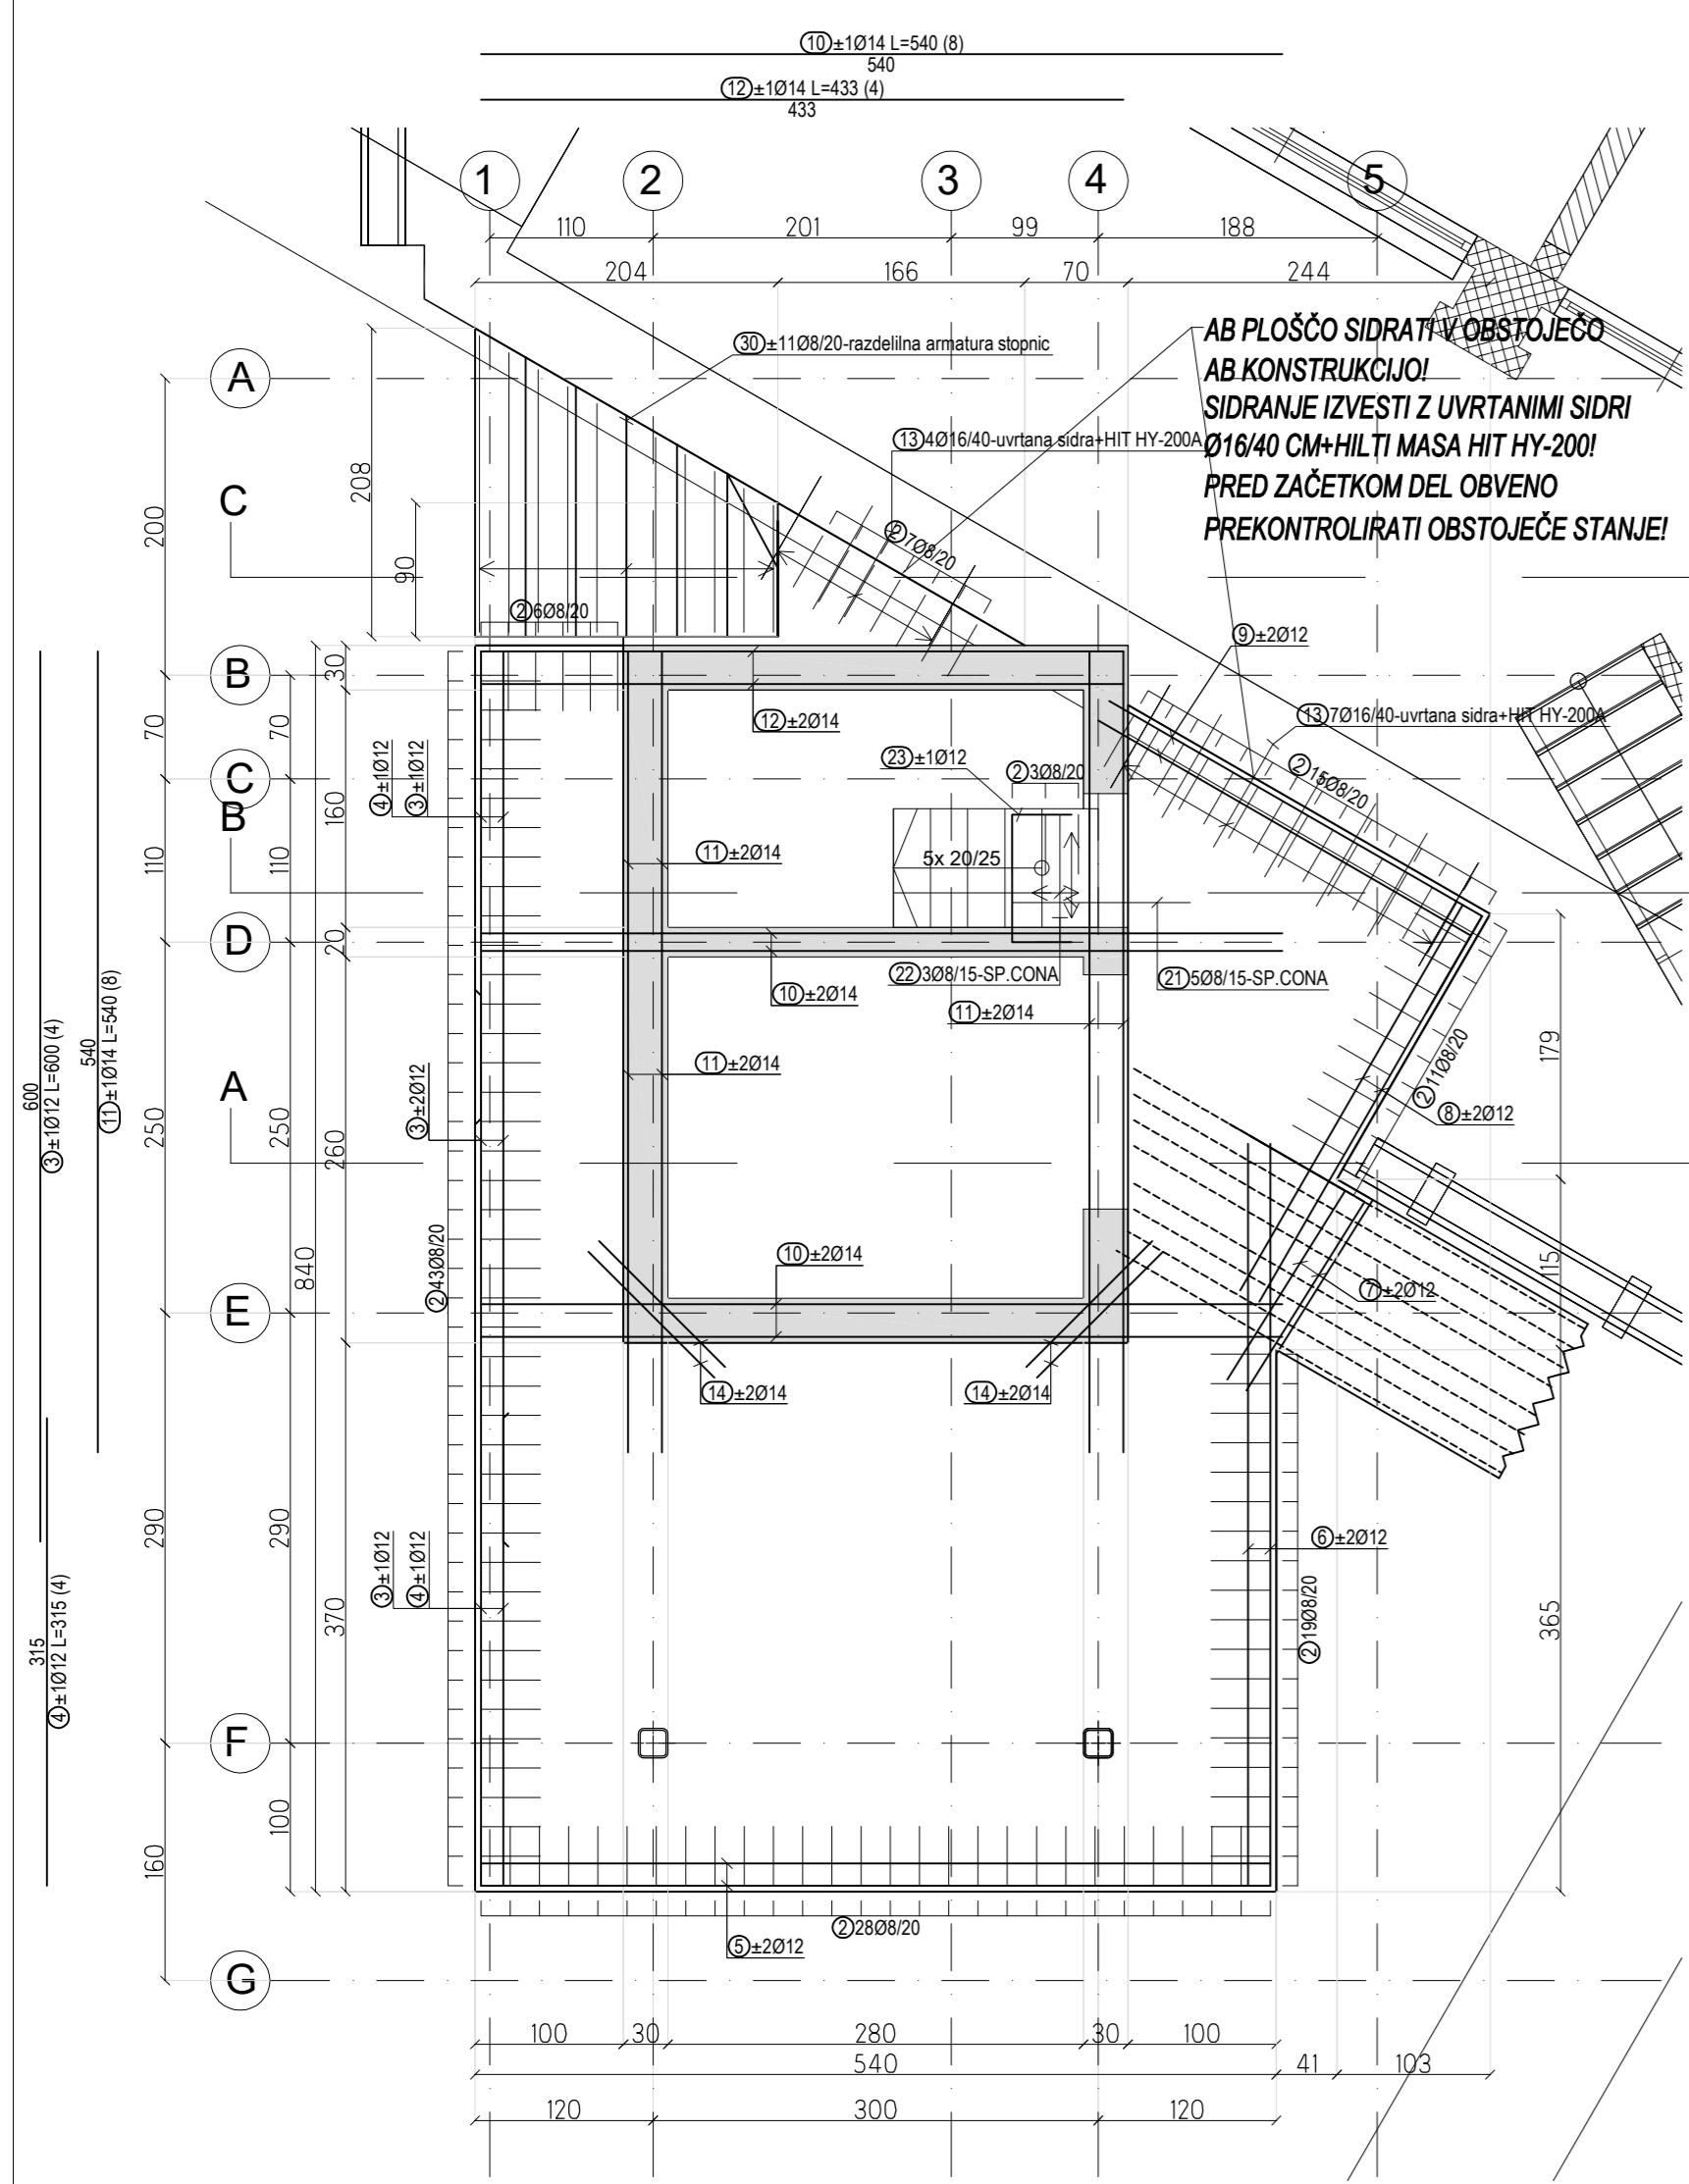 ⑩±1Ø14 L=540 (8)
540
⑫±1Ø14 L=433 (4)
433
1 2 3 4 5
110 201 99 188
204 166 70 244
AB PLOŠČO SIDRATI V OBSTOJEČO
AB KONSTRUKCIJO!
SIDRANJE IZVESTI Z UVRTANIMI SIDRI
Ø16/40 CM+HILTI MASA HIT HY-200!
PRED ZAČETKOM DEL OBVENO
PREKONTROLIRATI OBSTOJEČE STANJE!
㉚±11Ø8/20-razdelilna armatura stopnic
A
⑬4Ø16/40-uvrtana sidra+HIT HY-200A
C
208
200
90
②7Ø8/20
②6Ø8/20
⑨±2Ø12
B
30
70
70
⑫±2Ø14
⑬7Ø16/40-uvrtana sidra+HIT HY-200A
㉓±1Ø12
②3Ø8/20
②15Ø8/20
④±1Ø12
③±1Ø12
C
B
160
110
110
⑪±2Ø14
5x 20/25
D
20
㉒3Ø8/15-SP.CONA
㉑5Ø8/15-SP.CONA
⑩±2Ø14
⑪±2Ø14
600
③±1Ø12 L=600 (4)
540
⑪±1Ø14 L=540 (8)
A
250
250
260
③±2Ø12
⑪±2Ø14
179
②11Ø8/20
⑧±2Ø12
②43Ø8/20
840
⑩±2Ø14
115
⑦±2Ø12
E
⑭±2Ø14
⑭±2Ø14
290
290
370
③±1Ø12
④±1Ø12
⑥±2Ø12
②19Ø8/20
365
315
④±1Ø12 L=315 (4)
F
100
160
②28Ø8/20
⑤±2Ø12
G
100 30 280 30 100
540 41 103
120 300 120